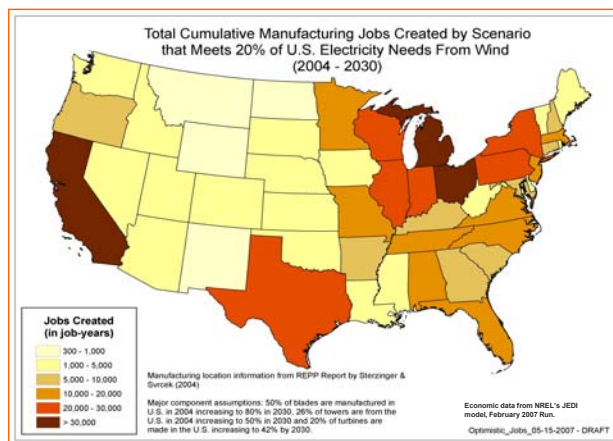 Total Cumulative Manufacturing Jobs Created by Scenario
that Meets 20% of U.S. Electricity Needs From Wind
(2004 - 2030)
Jobs Created
(in job-years)
300 - 1,000
1,000 - 5,000
5,000 - 10,000
10,000 - 20,000
20,000 - 30,000
> 30,000
Manufacturing location information from REPP Report by Sterzinger &
Svrcek (2004)
Major component assumptions: 50% of blades are manufactured in
U.S. in 2004 increasing to 80% in 2030, 26% of towers are from the
U.S. in 2004 increasing to 50% in 2030 and 20% of turbines are
made in the U.S. increasing to 42% by 2030.
Economic data from NREL's JEDI
model, February 2007 Run.
Optimistic_Jobs_05-15-2007 - DRAFT